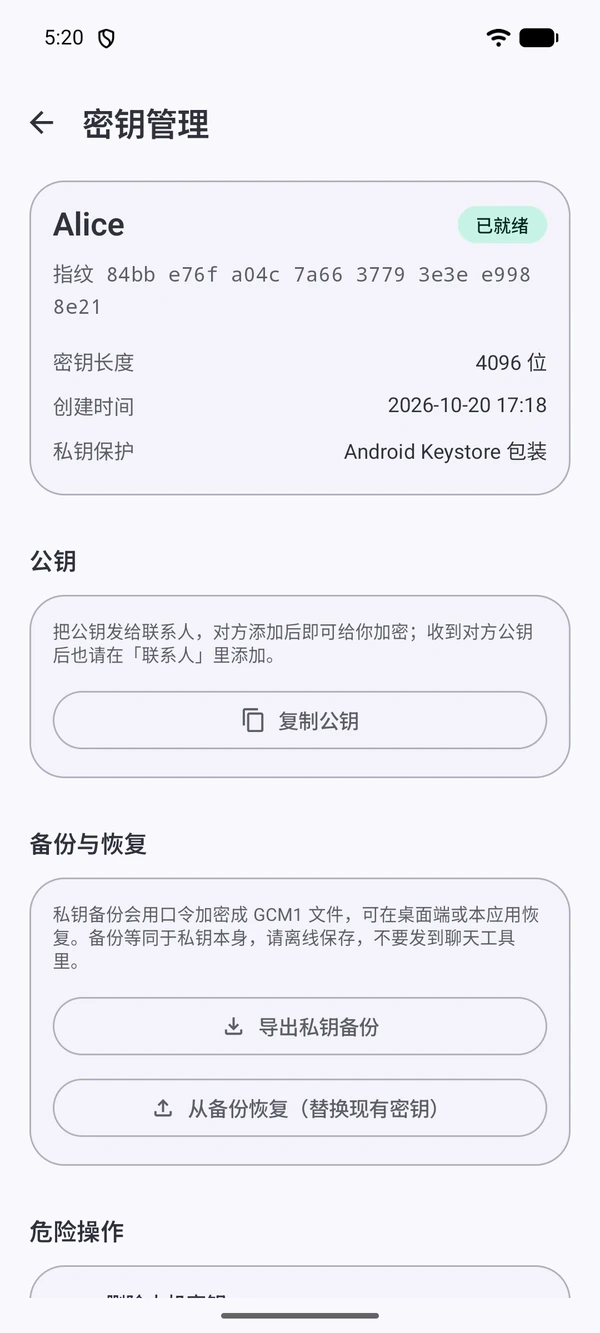 5:20
密钥管理
Alice
已就绪
指纹 84bb e76f a04c 7a66 3779 3e3e e998
8e21
密钥长度 4096 位
创建时间 2026-10-20 17:18
私钥保护 Android Keystore 包装
公钥
把公钥发给联系人，对方添加后即可给你加密；收到对方公钥
后也请在「联系人」里添加。
复制公钥
备份与恢复
私钥备份会用口令加密成 GCM1 文件，可在桌面端或本应用恢
复。备份等同于私钥本身，请离线保存，不要发到聊天工具
里。
导出私钥备份
从备份恢复（替换现有密钥）
危险操作